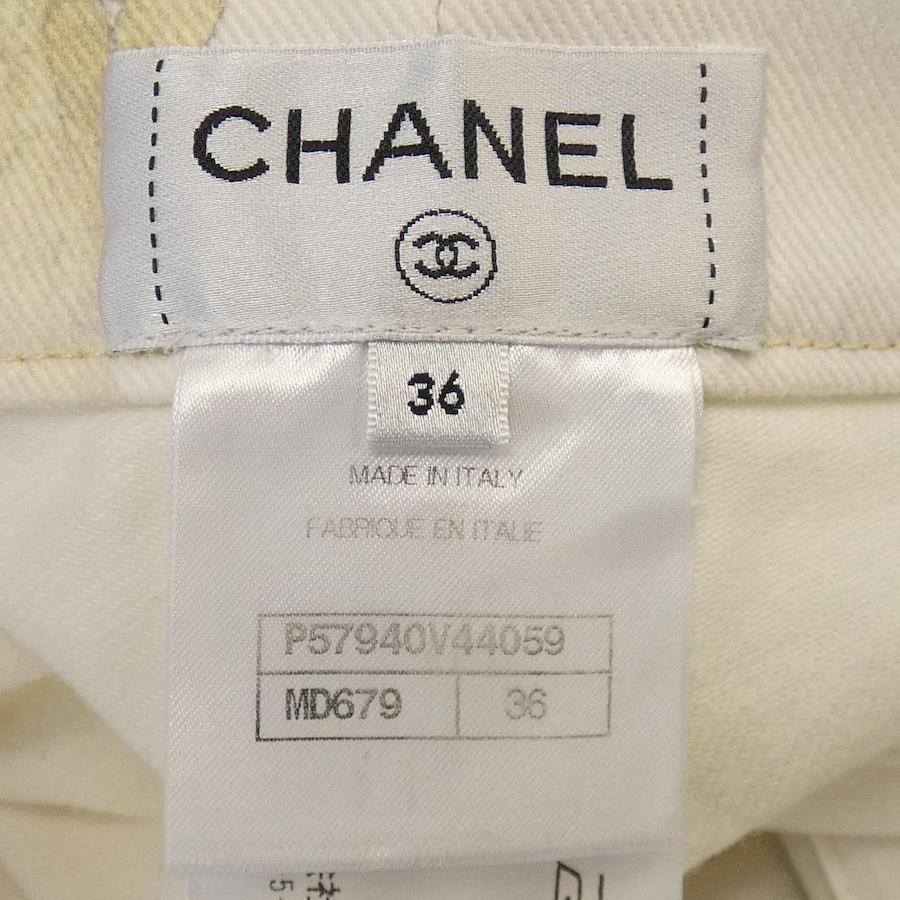 CHANEL
36
MADE IN ITALY
FABRIQUE EN ITALIE
P57940V44059
MD679 36